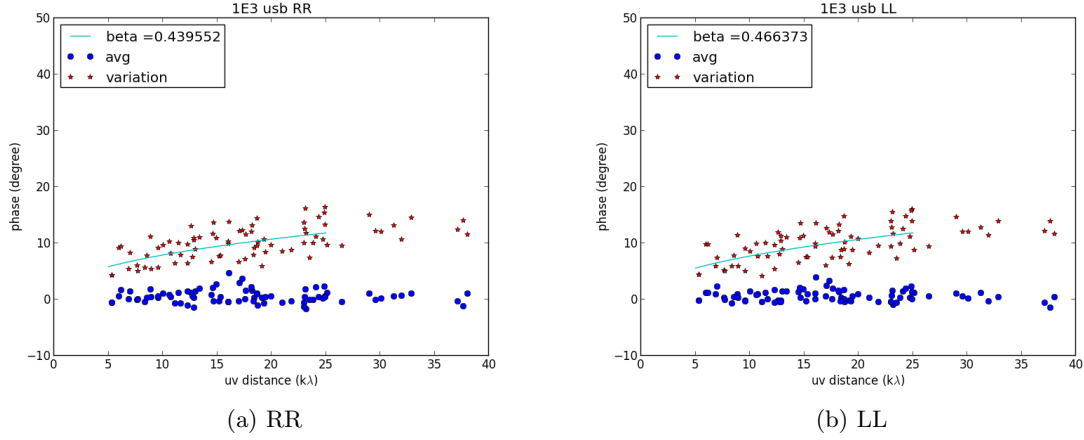 1E3 usb RR
50
40
30
20
10
0
−10
phase (degree)
beta =0.439552
avg
variation
0 5 10 15 20 25 30 35 40
uv distance (kλ)
(a) RR
1E3 usb LL
50
40
30
20
10
0
−10
phase (degree)
beta =0.466373
avg
variation
0 5 10 15 20 25 30 35 40
uv distance (kλ)
(b) LL